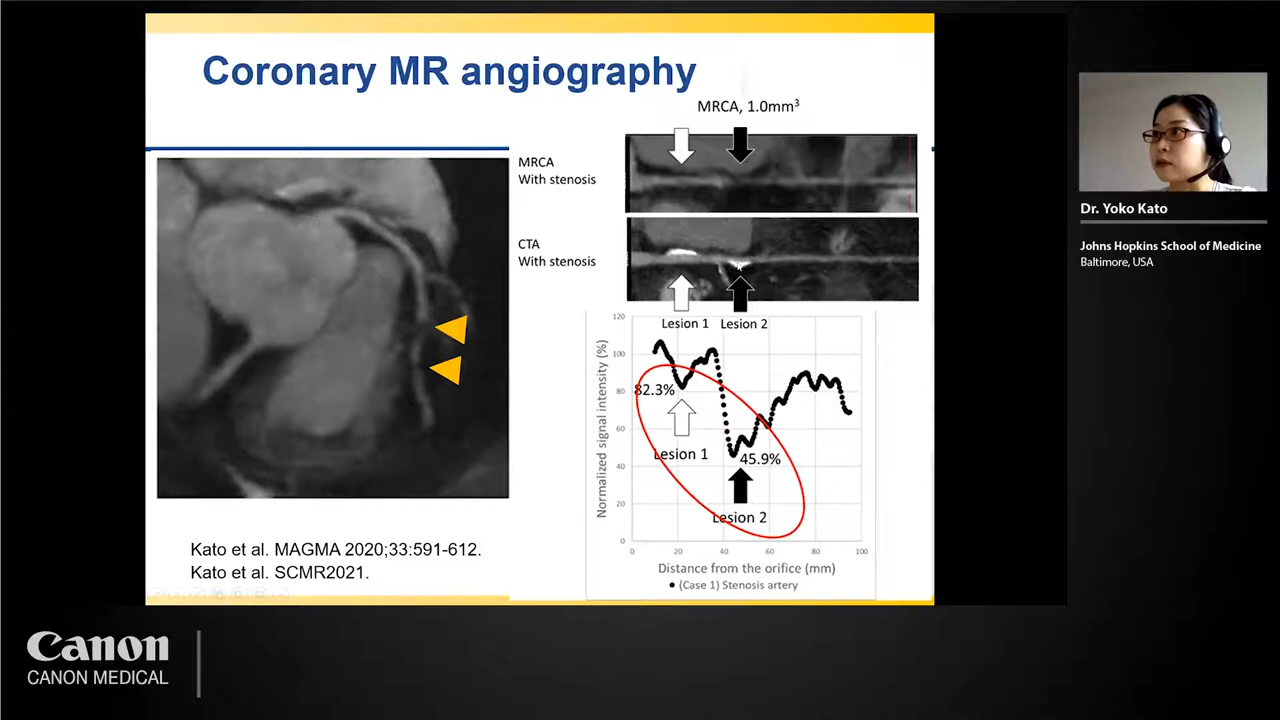 Coronary MR angiography
MRCA, 1.0mm³
MRCA
With stenosis
CTA
With stenosis
Lesion 1 Lesion 2
Normalized signal intensity (%)
120
100
80
60
40
20
0
82.3%
Lesion 1
45.9%
Lesion 2
0 20 40 60 80 100
Distance from the orifice (mm)
(Case 1) Stenosis artery
Kato et al. MAGMA 2020;33:591-612.
Kato et al. SCMR2021.
Dr. Yoko Kato
Johns Hopkins School of Medicine
Baltimore, USA
Canon
CANON MEDICAL